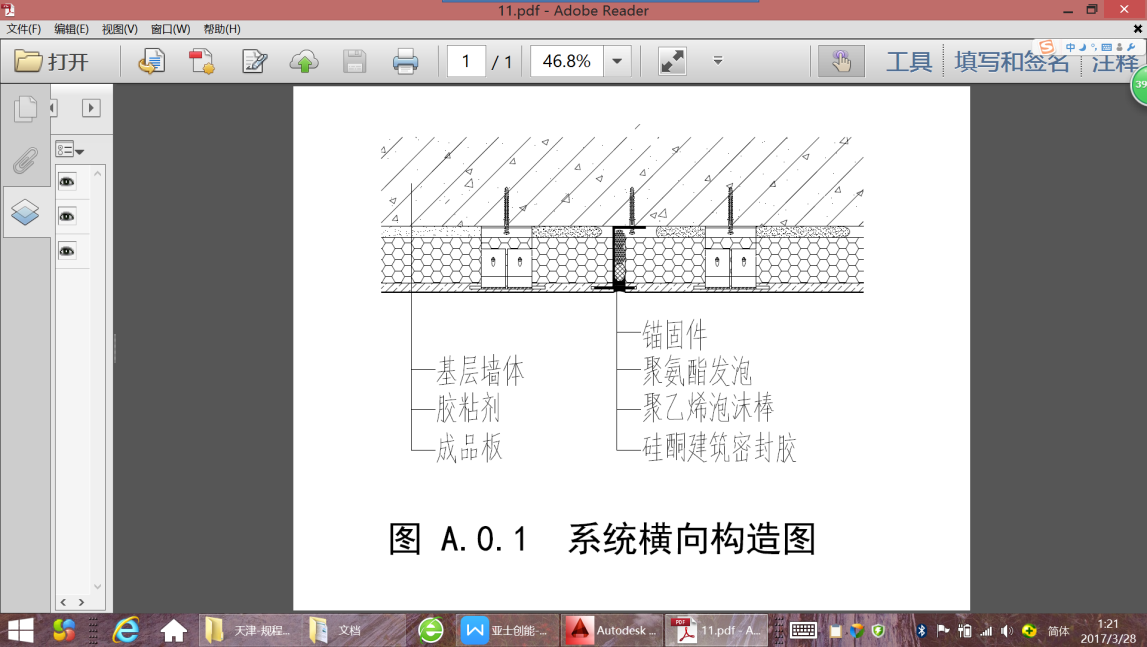 11.pdf - Adobe Reader
文件(F) 编辑(E) 视图(V) 窗口(W) 帮助(H)
打开 1 / 1 46.8% 工具 填写和签名 注释
中
39
锚固件
基层墙体 聚氨酯发泡
胶粘剂 聚乙烯泡沫棒
成品板 硅酮建筑密封胶
图 A.0.1 系统横向构造图
天津-规程... 文档 亚士创能-... Autodesk ... 11.pdf - A... 简体 1:21
2017/3/28